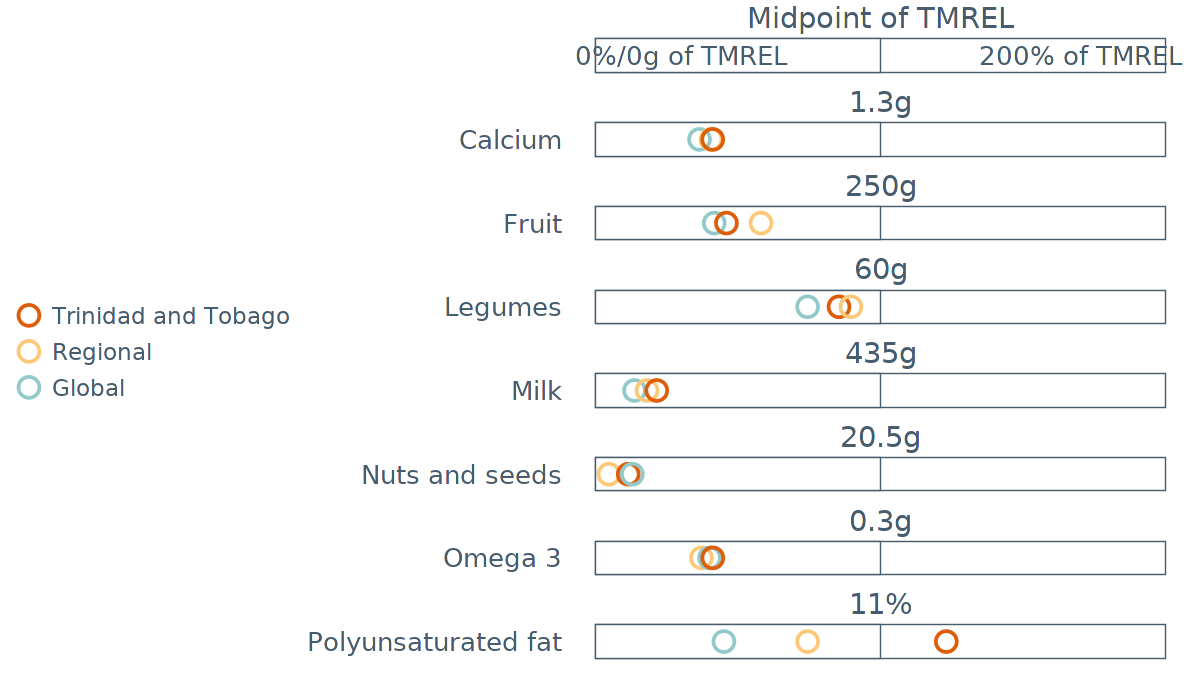 Midpoint of TMREL
0%/0g of TMREL 200% of TMREL
1.3g
Calcium
250g
Fruit
60g
Legumes
Trinidad and Tobago
Regional
Global
435g
Milk
20.5g
Nuts and seeds
0.3g
Omega 3
11%
Polyunsaturated fat